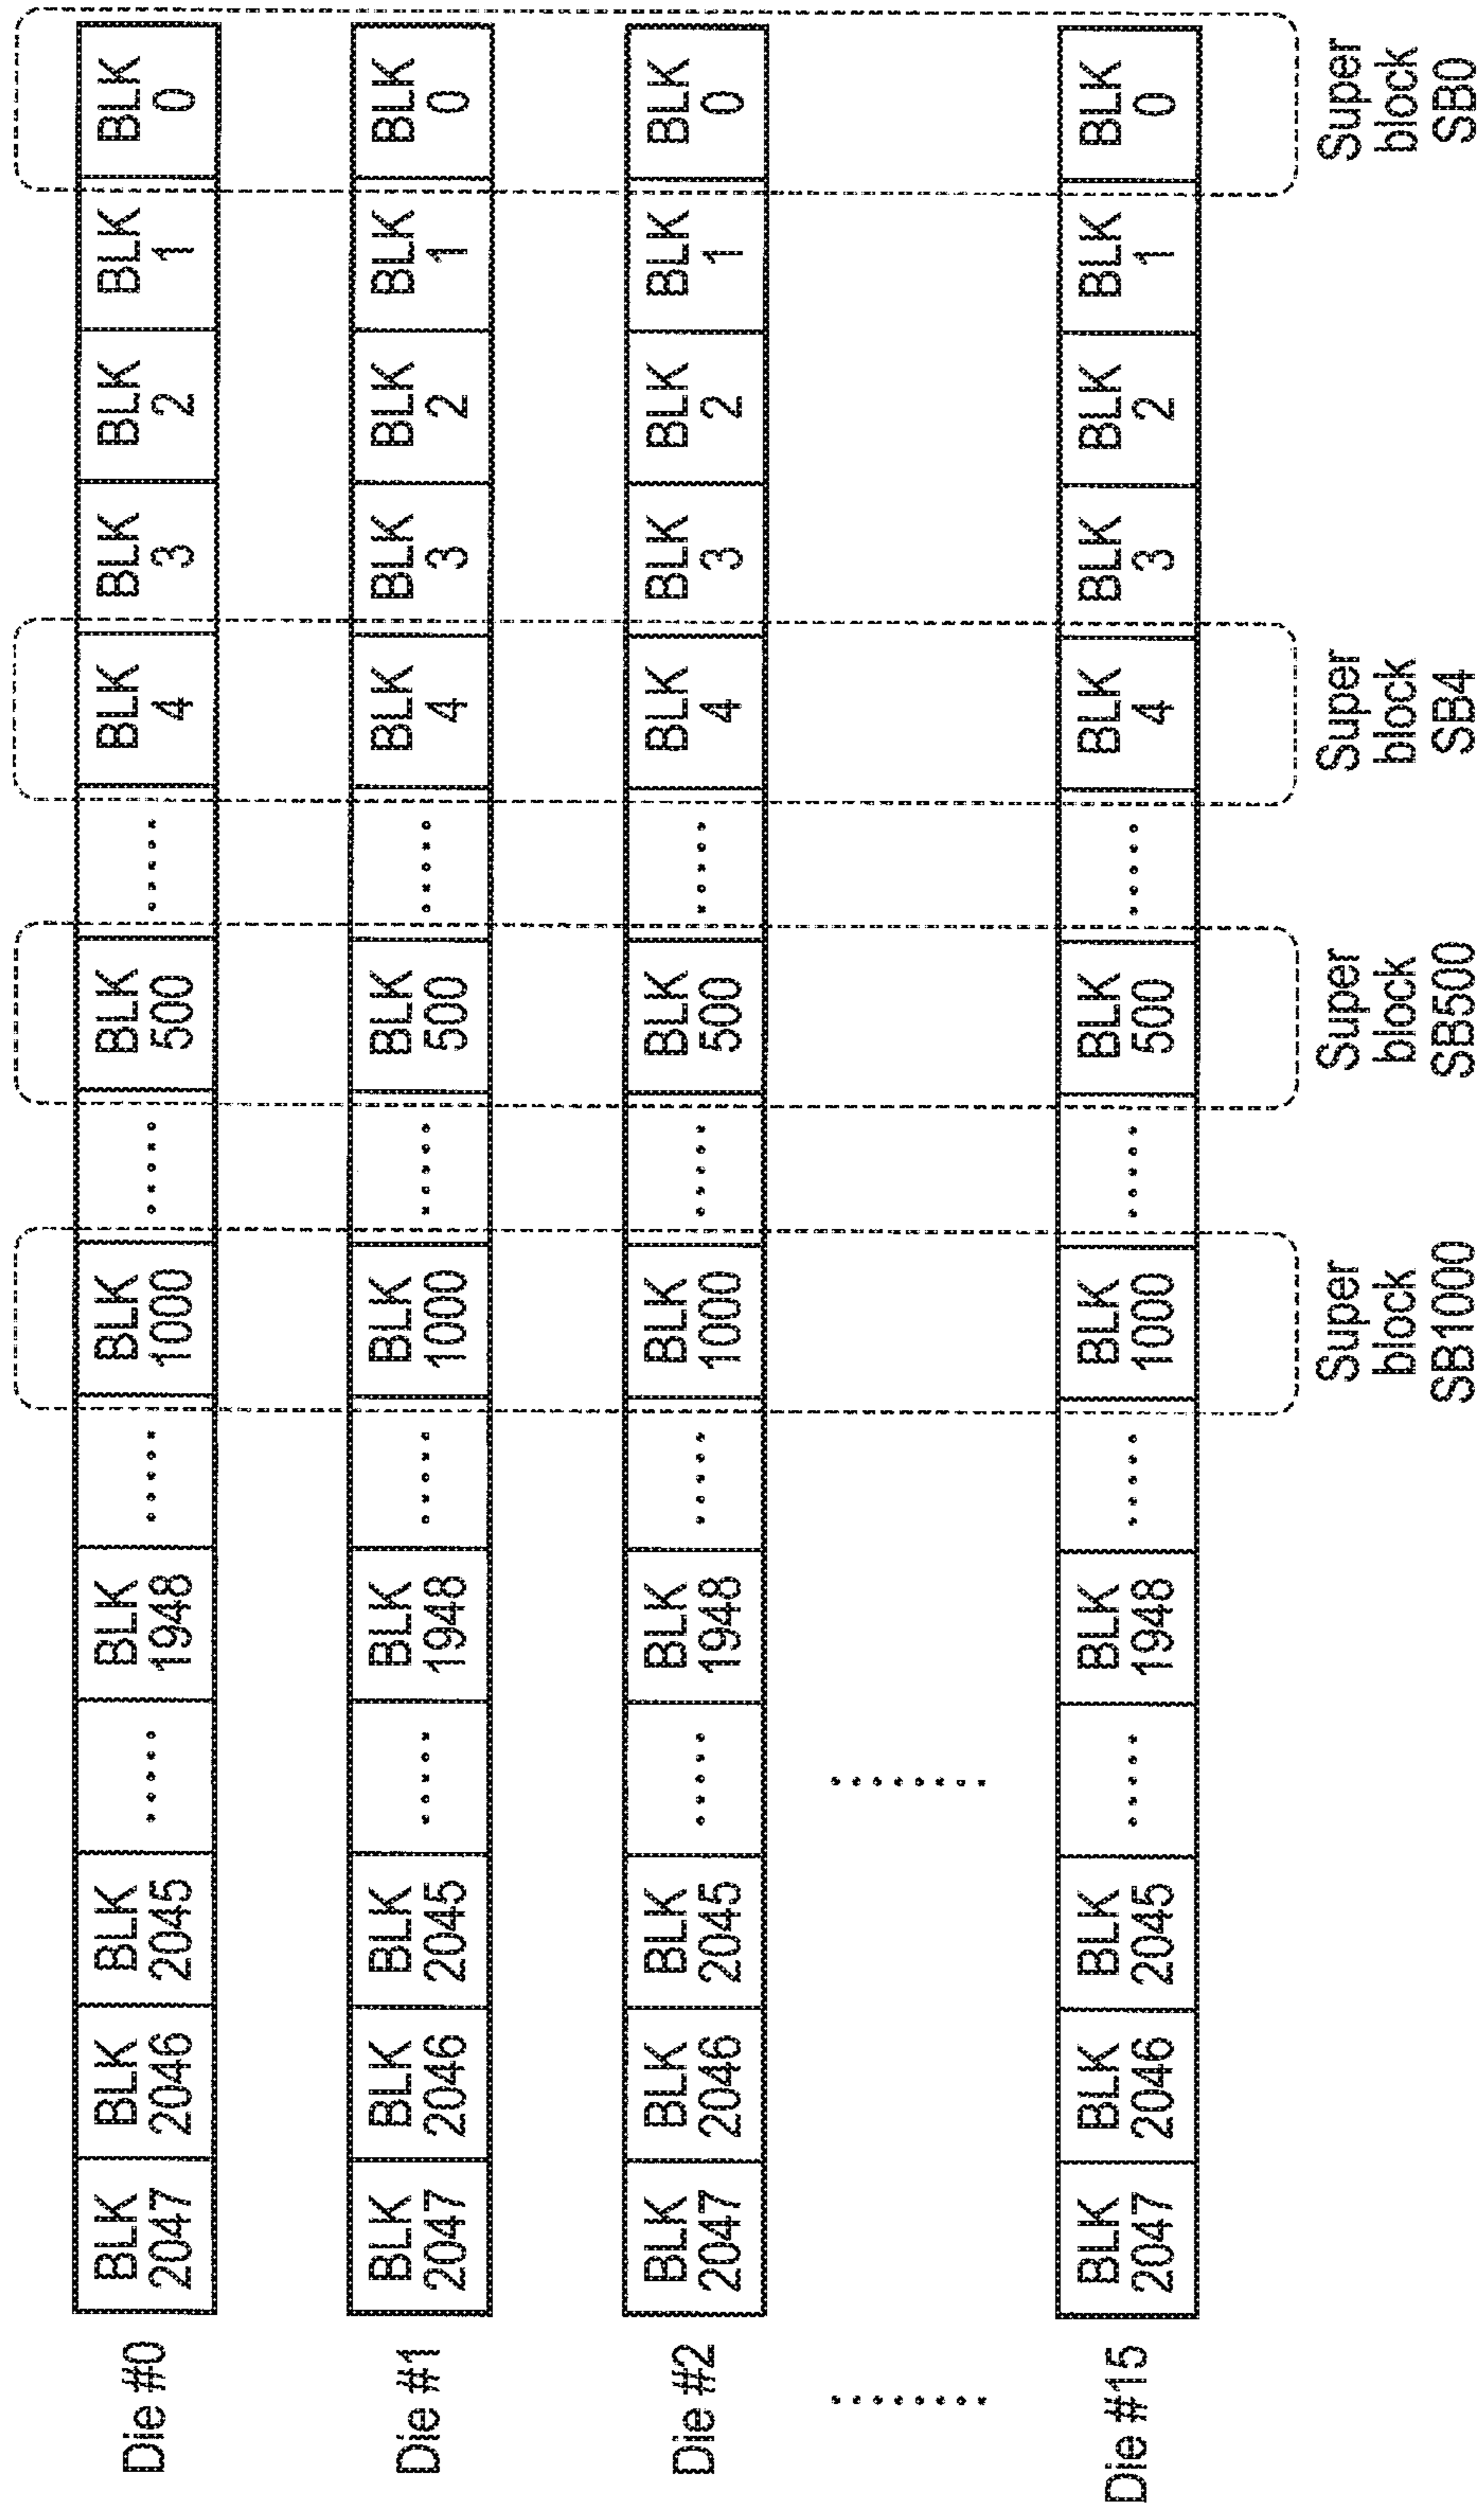 Die #0
BLK
2047
BLK
2046
BLK
2045
.....
BLK
1948
.....
BLK
1000
.....
BLK
500
.....
BLK
4
BLK
3
BLK
2
BLK
1
BLK
0
Die #1
BLK
2047
BLK
2046
BLK
2045
.....
BLK
1948
.....
BLK
1000
.....
BLK
500
.....
BLK
4
BLK
3
BLK
2
BLK
1
BLK
0
Die #2
BLK
2047
BLK
2046
BLK
2045
.....
BLK
1948
.....
BLK
1000
.....
BLK
500
.....
BLK
4
BLK
3
BLK
2
BLK
1
BLK
0
Die #15
BLK
2047
BLK
2046
BLK
2045
.....
BLK
1948
.....
BLK
1000
.....
BLK
500
.....
BLK
4
BLK
3
BLK
2
BLK
1
BLK
0
Super
block
SB1000
Super
block
SB500
Super
block
SB4
Super
block
SB0